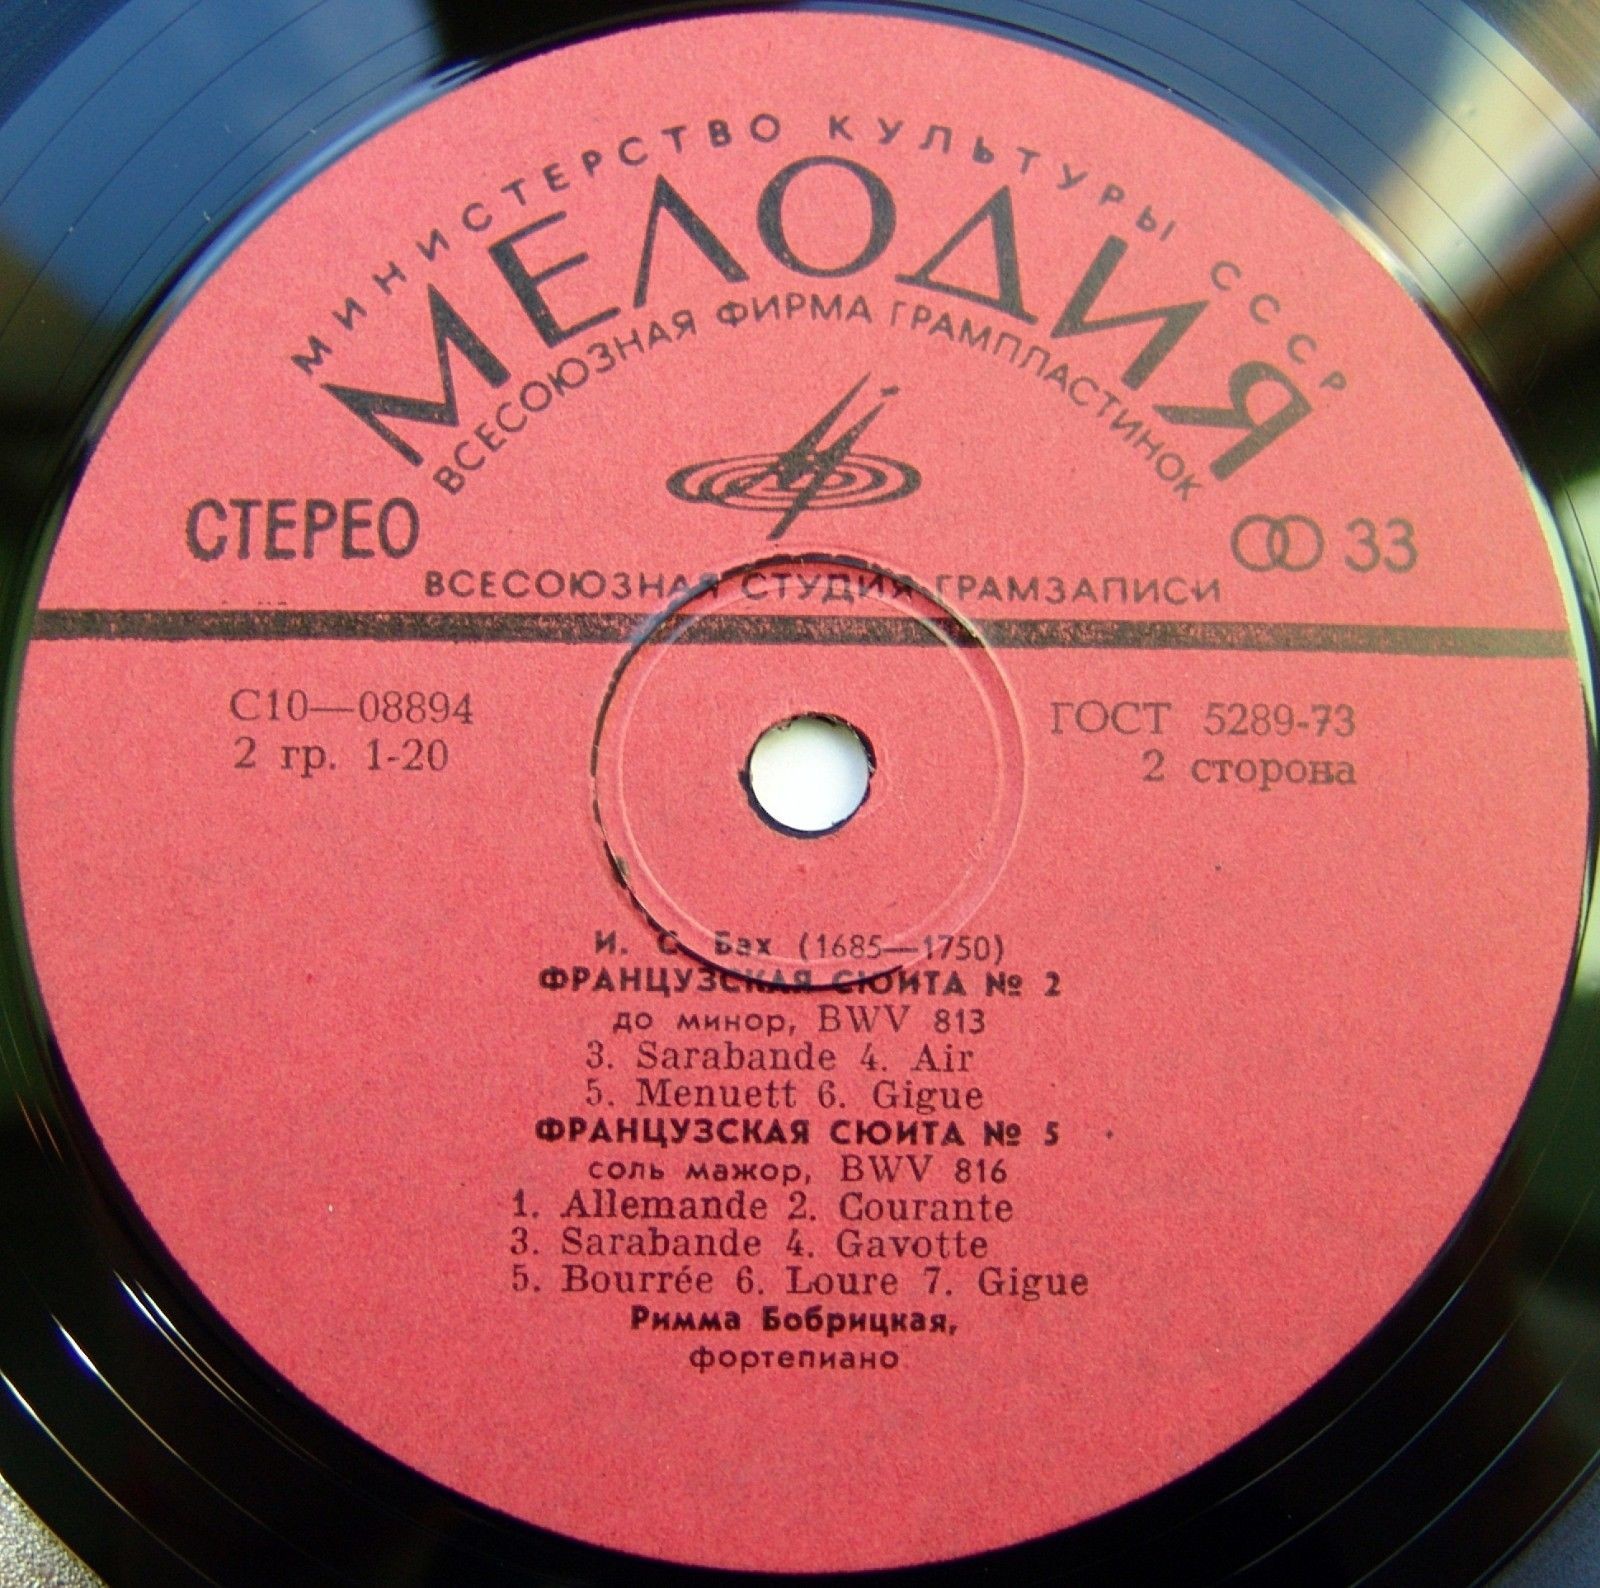 МИНИСТЕРСТВО КУЛЬТУРЫ СССР
МЕЛОДИЯ
ВСЕСОЮЗНАЯ ФИРМА ГРАМПЛАСТИНОК
СТЕРЕО
33
ВСЕСОЮЗНАЯ СТУДИЯ ГРАМЗАПИСИ
С10—08894
2 гр. 1-20
ГОСТ 5289-73
2 сторона
И. С. Бах (1685—1750)
ФРАНЦУЗСКАЯ СЮИТА № 2
до минор, BWV 813
3. Sarabande 4. Air
5. Menuett 6. Gigue
ФРАНЦУЗСКАЯ СЮИТА № 5
соль мажор, BWV 816
1. Allemande 2. Courante
3. Sarabande 4. Gavotte
5. Bourrée 6. Loure 7. Gigue
Римма Бобрицкая,
фортепиано